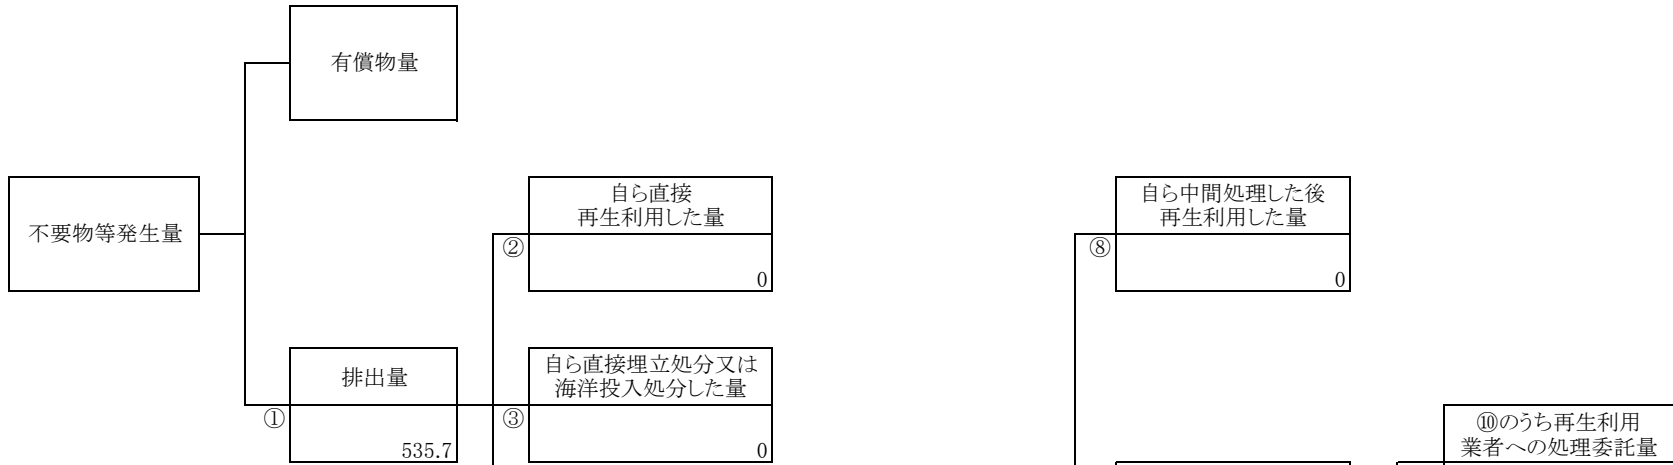 有償物量
不要物等発生量
自ら直接
再生利用した量
②
0
自ら中間処理した後
再生利用した量
⑧
0
排出量
①
535.7
自ら直接埋立処分又は
海洋投入処分した量
③
0
⑩のうち再生利用
業者への処理委託量